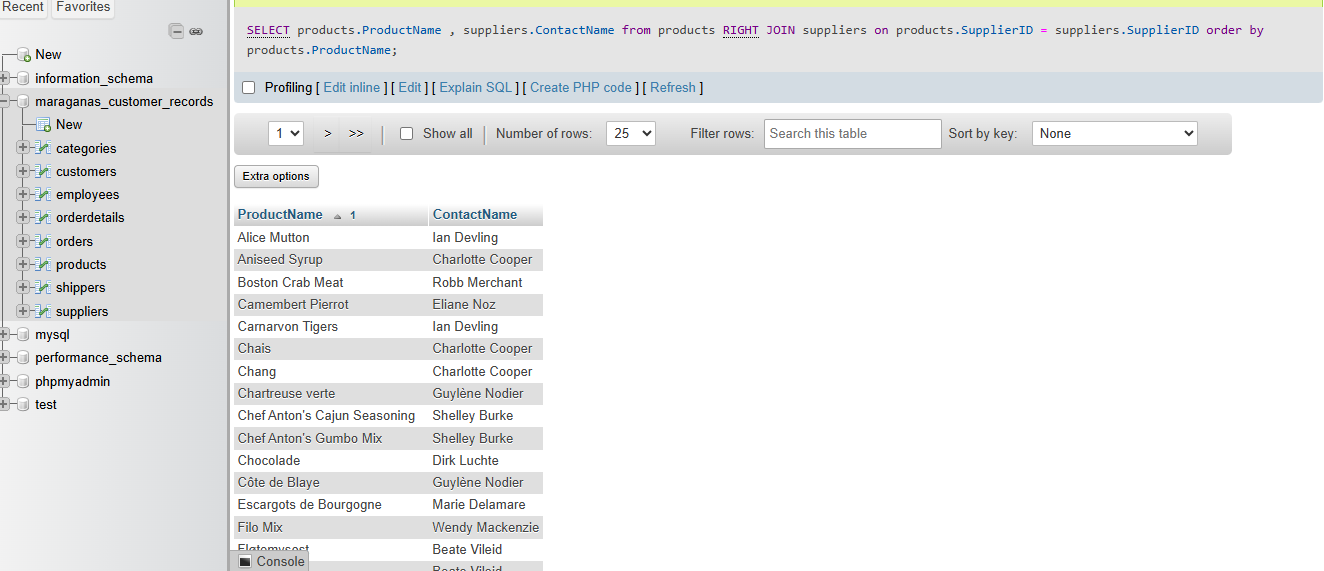 Recent Favorites
New
information_schema
maraganas_customer_records
New
categories
customers
employees
orderdetails
orders
products
shippers
suppliers
mysql
performance_schema
phpmyadmin
test
SELECT products.ProductName , suppliers.ContactName from products RIGHT JOIN suppliers on products.SupplierID = suppliers.SupplierID order by
products.ProductName;
Profiling [ Edit inline ] [ Edit ] [ Explain SQL ] [ Create PHP code ] [ Refresh ]
1 > >> Show all Number of rows: 25 Filter rows: Search this table Sort by key: None
Extra options
ProductName 1 ContactName
Alice Mutton Ian Devling
Aniseed Syrup Charlotte Cooper
Boston Crab Meat Robb Merchant
Camembert Pierrot Eliane Noz
Carnarvon Tigers Ian Devling
Chais Charlotte Cooper
Chang Charlotte Cooper
Chartreuse verte Guylène Nodier
Chef Anton's Cajun Seasoning Shelley Burke
Chef Anton's Gumbo Mix Shelley Burke
Chocolade Dirk Luchte
Côte de Blaye Guylène Nodier
Escargots de Bourgogne Marie Delamare
Filo Mix Wendy Mackenzie
Fløtemysost Beate Vileid
Console
Beate Vileid